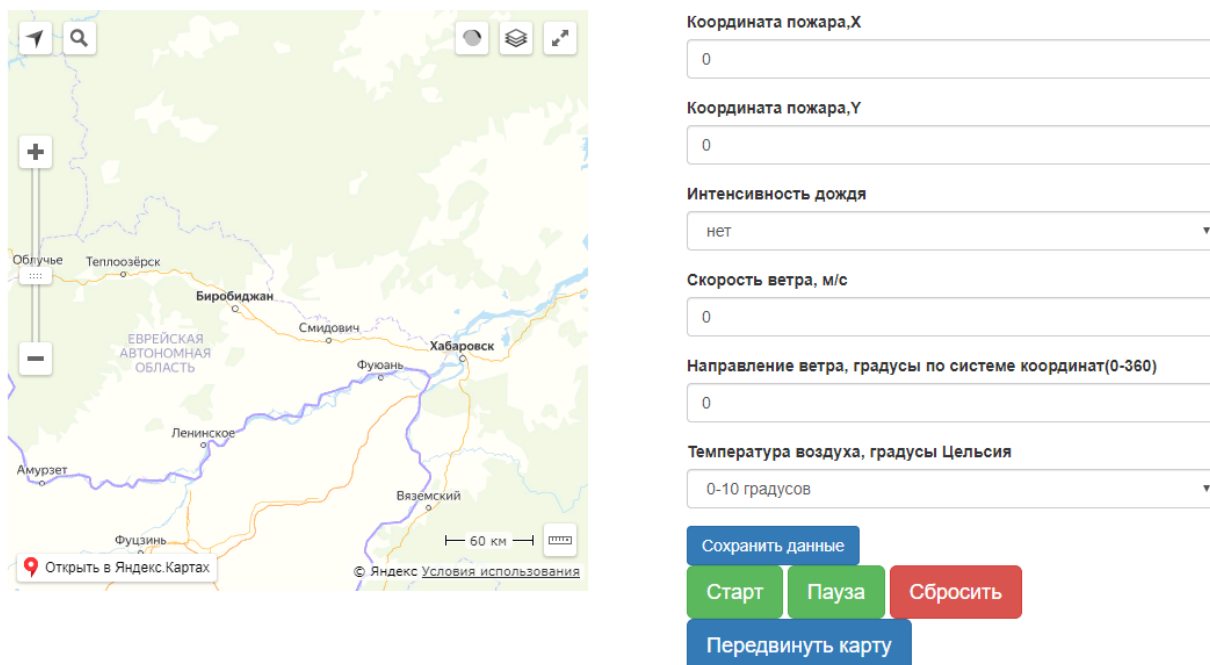 Облучье
Теплоозёрск
Биробиджан
Смидович
ЕВРЕЙСКАЯ
АВТОНОМНАЯ
ОБЛАСТЬ
Хабаровск
Фуюань
Ленинское
Амурзет
Вяземский
Фуцзинь
60 км
Открыть в Яндекс.Картах
© Яндекс Условия использования
Координата пожара,X
0
Координата пожара,Y
0
Интенсивность дождя
нет
Скорость ветра, м/с
0
Направление ветра, градусы по системе координат(0-360)
0
Температура воздуха, градусы Цельсия
0-10 градусов
Сохранить данные
Старт Пауза Сбросить
Передвинуть карту